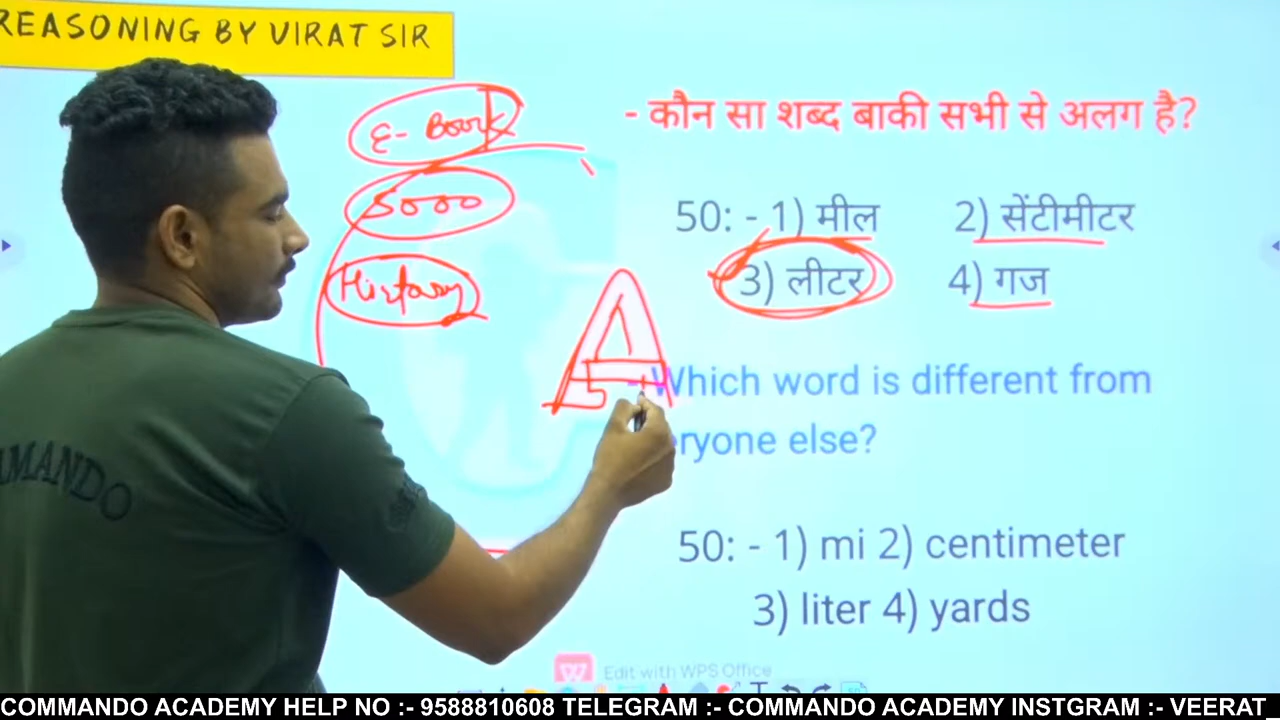 REASONING BY VIRAT SIR
E-Book
5000
History
- कौन सा शब्द बाकी सभी से अलग है?
50: - 1) मील 2) सेंटीमीटर
3) लीटर 4) गज
A
Which word is different from
eryone else?
50: - 1) mi 2) centimeter
3) liter 4) yards
MMANDO
Edit with WPS Office
COMMANDO ACADEMY HELP NO :- 9588810608 TELEGRAM :- COMMANDO ACADEMY INSTGRAM :- VEERAT